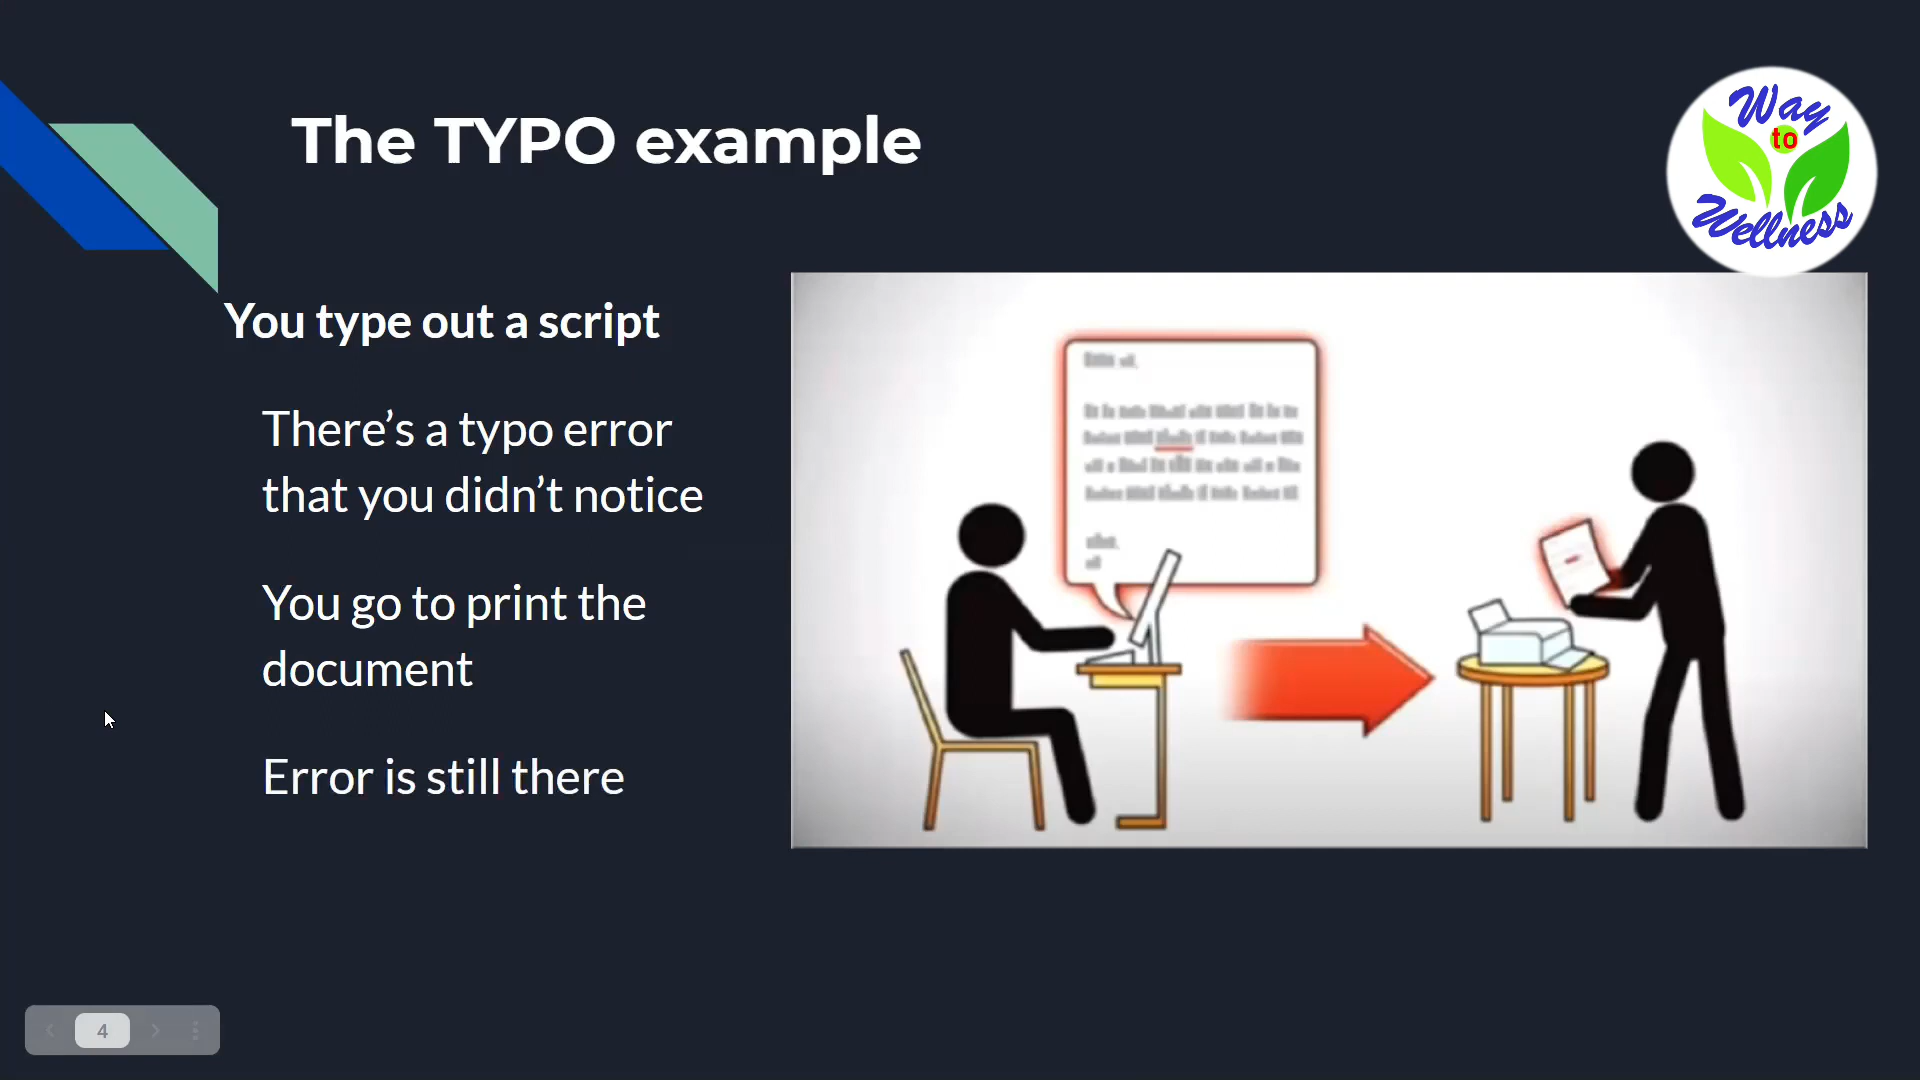 The TYPO example
Way
to
Wellness
You type out a script
There’s a typo error
that you didn’t notice
You go to print the
document
Error is still there
4